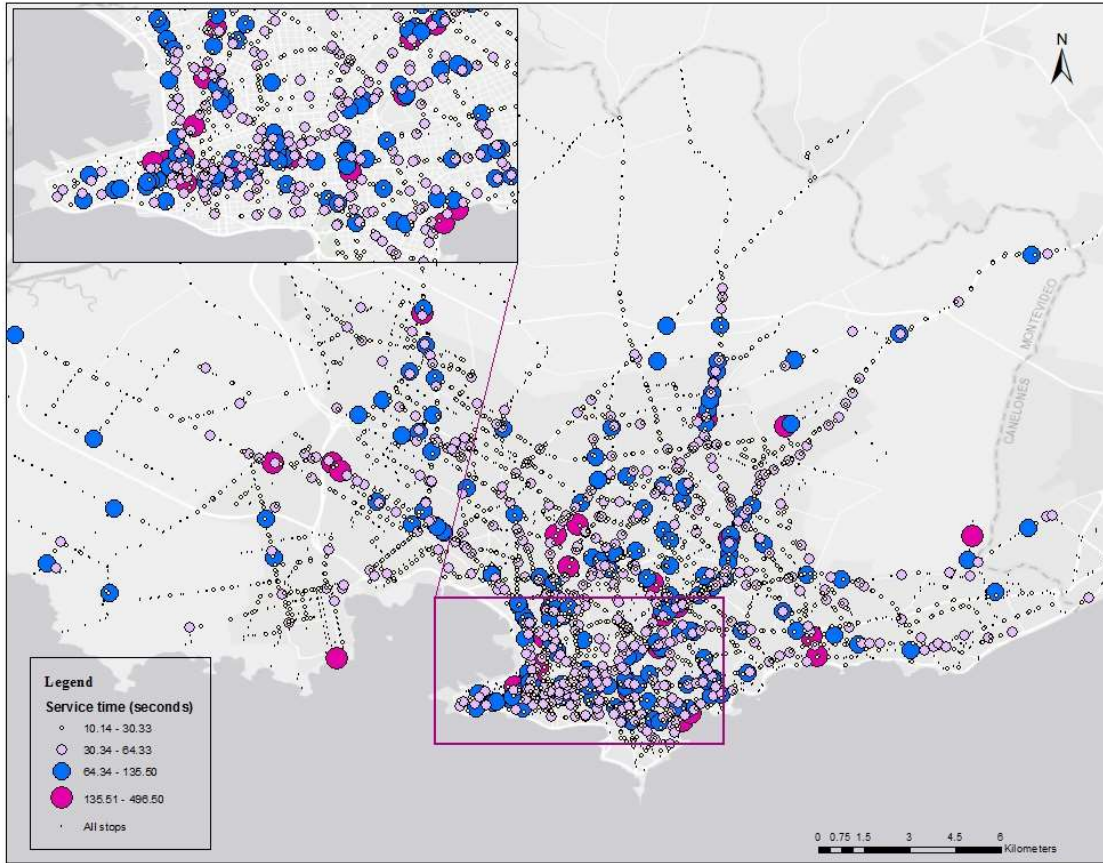 N
MONTEVIDEO
CANELONES
Legend
Service time (seconds)
10.14 - 30.33
30.34 - 64.33
64.34 - 135.50
135.51 - 496.50
All stops
0 0.75 1.5 3 4.5 6
Kilometers